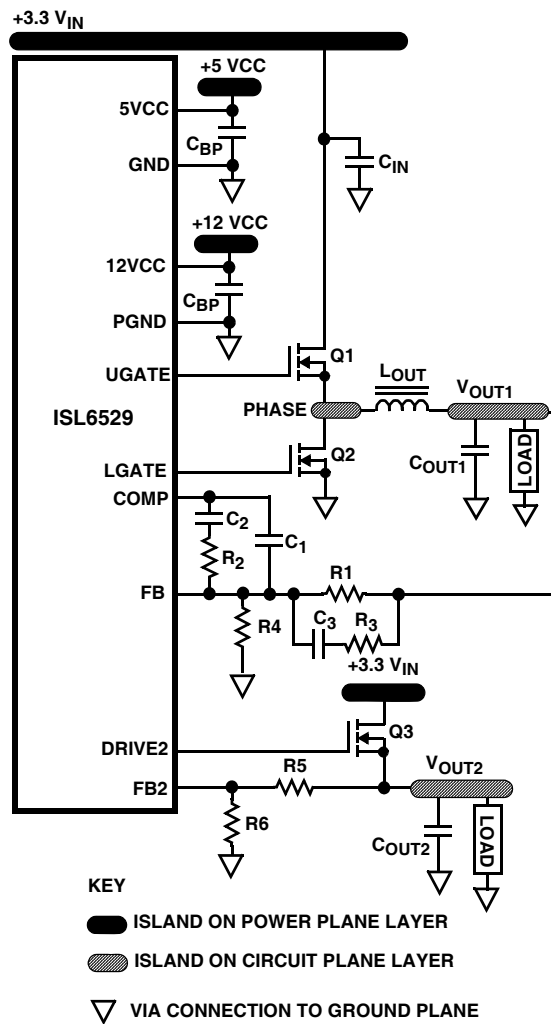 +3.3 VIN
+5 VCC
5VCC
CBP
GND
CIN
+12 VCC
12VCC
CBP
PGND
Q1
UGATE
LOUT
VOUT1
PHASE
ISL6529
Q2
COUT1
LOAD
LGATE
COMP
C2
C1
R2
FB
R1
R4
C3
R3
+3.3 VIN
Q3
DRIVE2
VOUT2
R5
FB2
R6
COUT2
LOAD
KEY
ISLAND ON POWER PLANE LAYER
ISLAND ON CIRCUIT PLANE LAYER
VIA CONNECTION TO GROUND PLANE